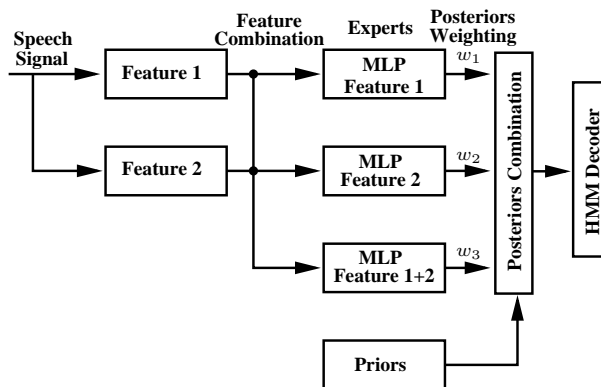 Speech
Signal
Feature
Combination
Experts
Posteriors
Weighting
Feature 1
MLP
Feature 1
w1
Feature 2
MLP
Feature 2
w2
MLP
Feature 1+2
w3
Priors
Posteriors Combination
HMM Decoder